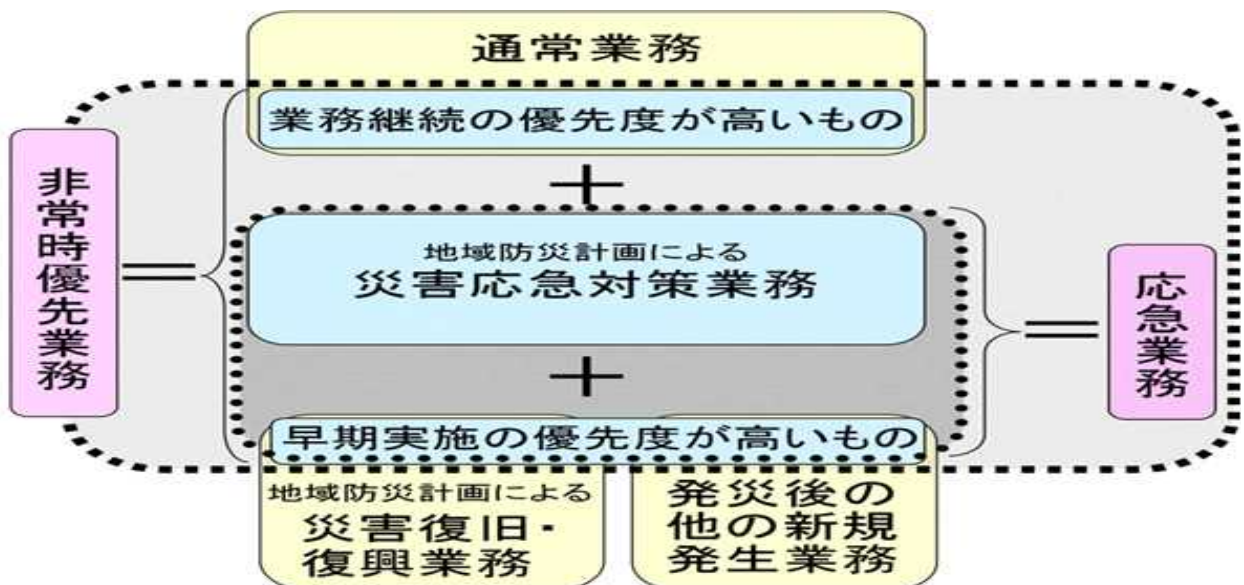 通常業務
業務継続の優先度が高いもの
＋
非常時優先業務
＝
地域防災計画による
災害応急対策業務
＝
応急業務
＋
早期実施の優先度が高いもの
地域防災計画による
災害復旧・
復興業務
発災後の
他の新規
発生業務